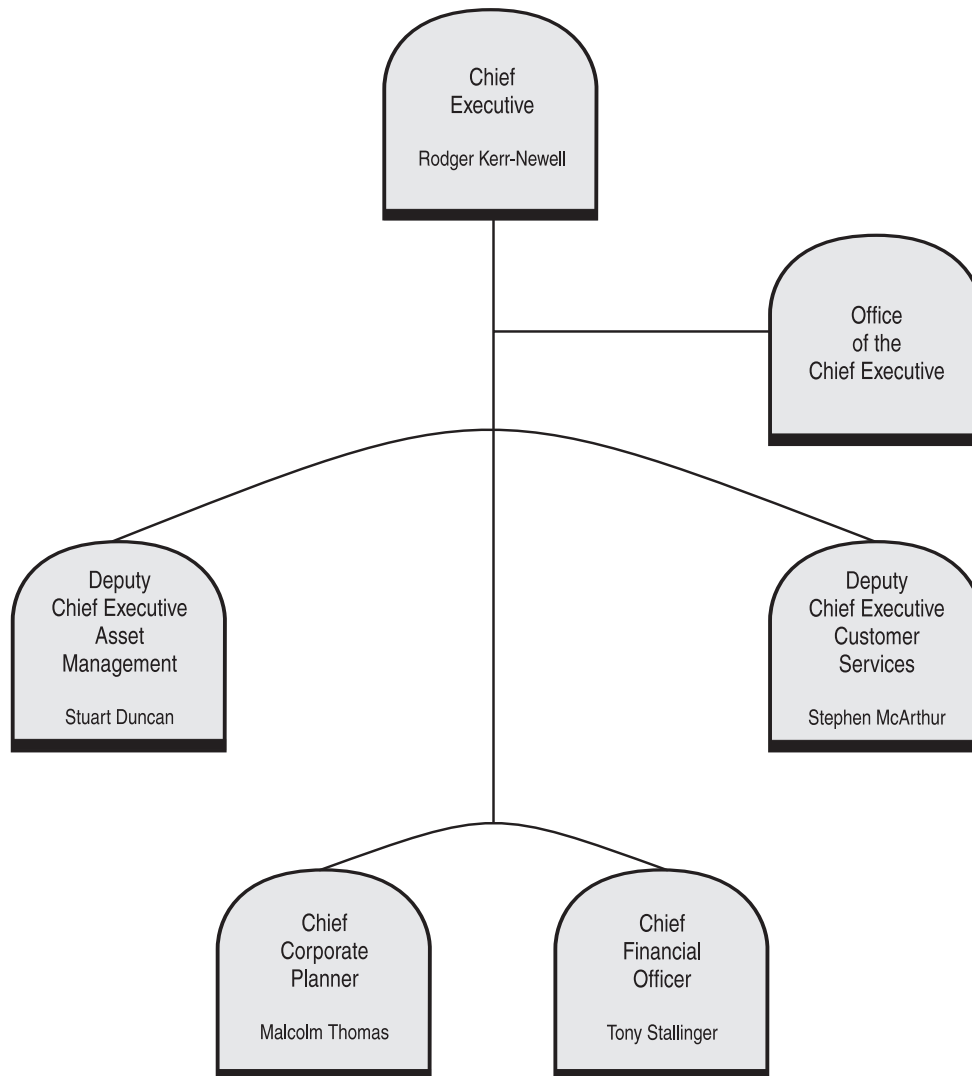 Chief
Executive
Rodger Kerr-Newell
Office
of the
Chief Executive
Deputy
Chief Executive
Asset
Management
Stuart Duncan
Deputy
Chief Executive
Customer
Services
Stephen McArthur
Chief
Corporate
Planner
Malcolm Thomas
Chief
Financial
Officer
Tony Stallinger